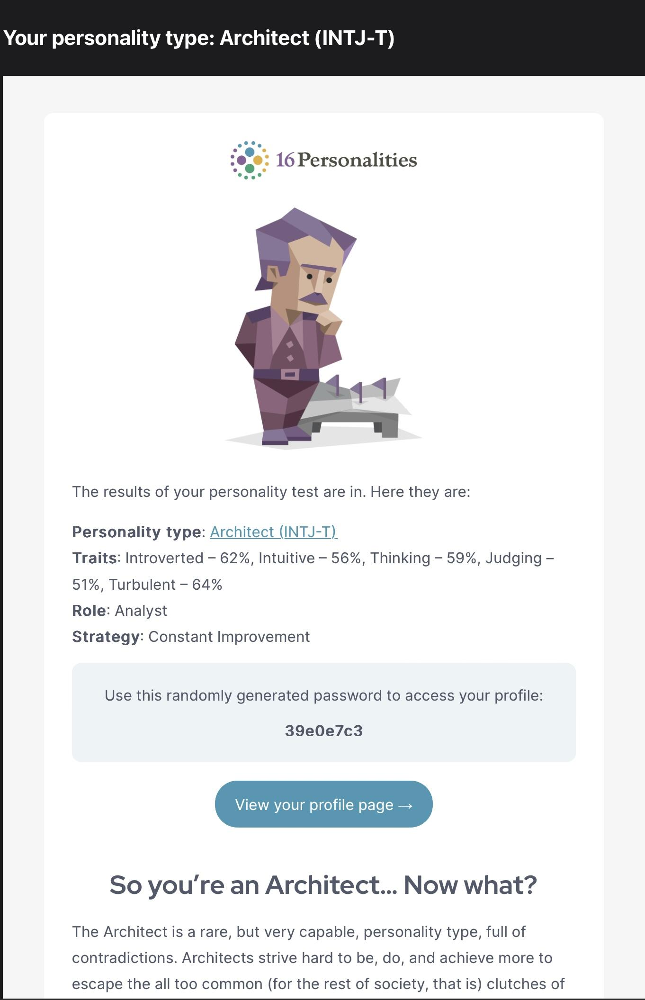 Your personality type: Architect (INTJ-T)
16Personalities
The results of your personality test are in. Here they are:
Personality type: Architect (INTJ-T)
Traits: Introverted – 62%, Intuitive – 56%, Thinking – 59%, Judging –
51%, Turbulent – 64%
Role: Analyst
Strategy: Constant Improvement
Use this randomly generated password to access your profile:
39e0e7c3
View your profile page →
So you’re an Architect... Now what?
The Architect is a rare, but very capable, personality type, full of
contradictions. Architects strive hard to be, do, and achieve more to
escape the all too common (for the rest of society, that is) clutches of